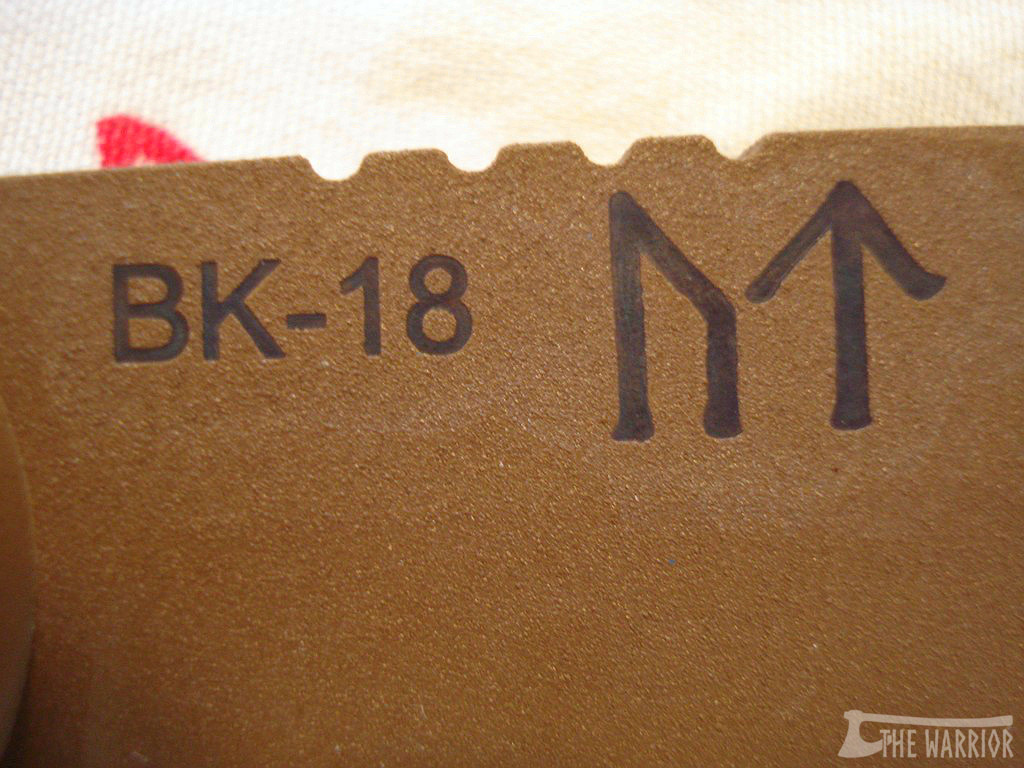 BK-18 ᚢᛏ
THE WARRIOR